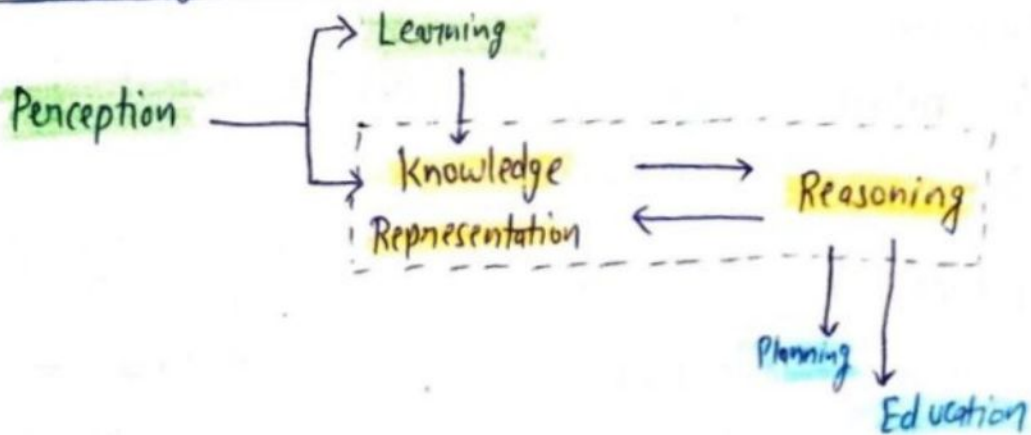 Learning
Perception
Knowledge
Reasoning
Representation
Planning
Education